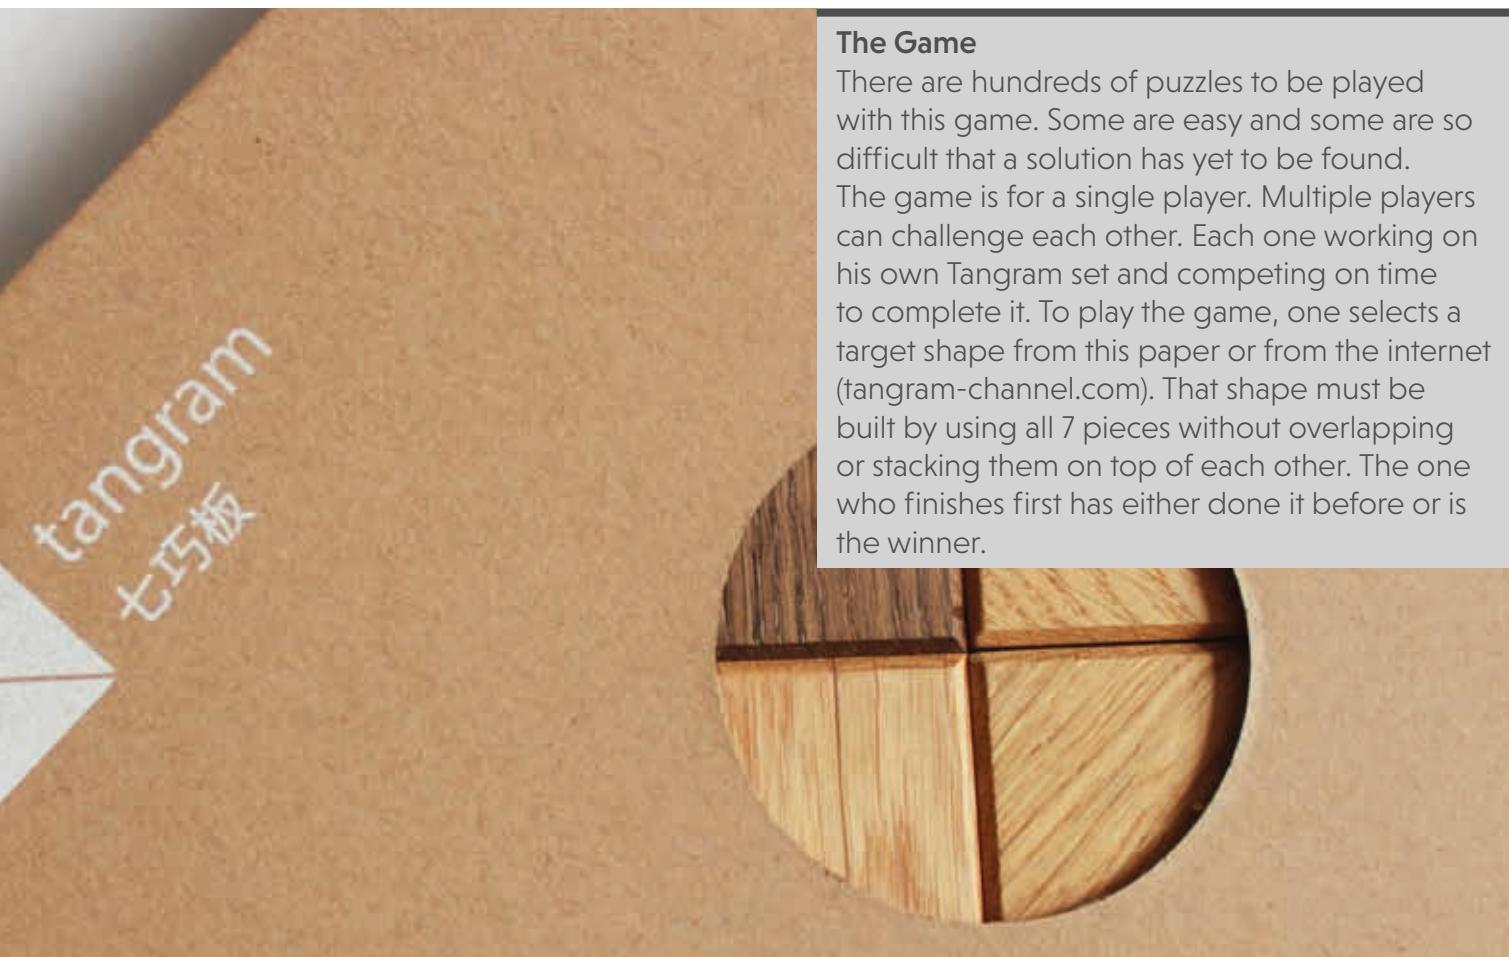 The Game
There are hundreds of puzzles to be played
with this game. Some are easy and some are so
difficult that a solution has yet to be found.
The game is for a single player. Multiple players
can challenge each other. Each one working on
his own Tangram set and competing on time
to complete it. To play the game, one selects a
target shape from this paper or from the internet
(tangram-channel.com). That shape must be
built by using all 7 pieces without overlapping
or stacking them on top of each other. The one
who finishes first has either done it before or is
the winner.
tangram
七巧板